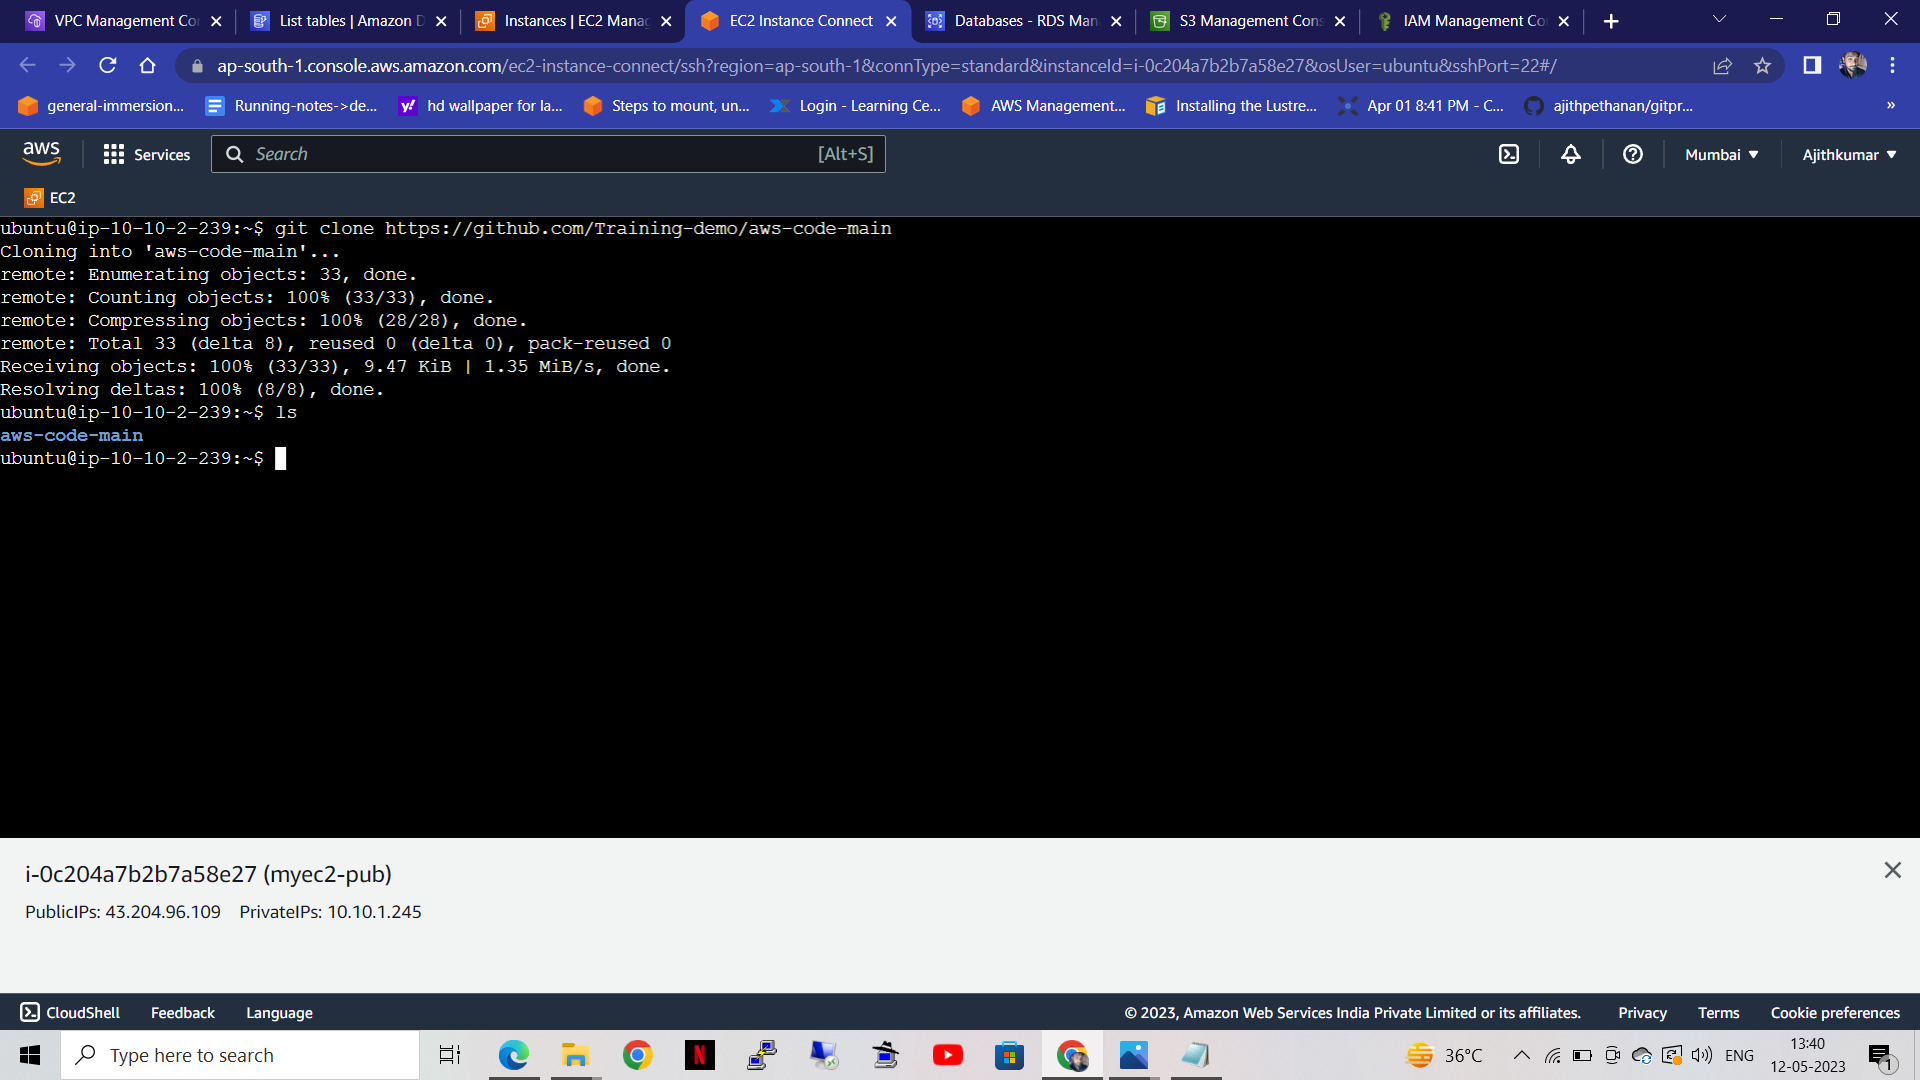 VPC Management Co
List tables | Amazon D
Instances | EC2 Manag
EC2 Instance Connect
Databases - RDS Man
S3 Management Cons
IAM Management Co
ap-south-1.console.aws.amazon.com/ec2-instance-connect/ssh?region=ap-south-1&connType=standard&instanceId=i-0c204a7b2b7a58e27&osUser=ubuntu&sshPort=22#/
general-immersion...
Running-notes->de...
hd wallpaper for la...
Steps to mount, un...
Login - Learning Ce...
AWS Management...
Installing the Lustre...
Apr 01 8:41 PM - C...
ajithpethanan/gitpr...
»
aws
Services
Search
[Alt+S]
Mumbai
Ajithkumar
EC2
ubuntu@ip-10-10-2-239:~$ git clone https://github.com/Training-demo/aws-code-main
Cloning into 'aws-code-main'...
remote: Enumerating objects: 33, done.
remote: Counting objects: 100% (33/33), done.
remote: Compressing objects: 100% (28/28), done.
remote: Total 33 (delta 8), reused 0 (delta 0), pack-reused 0
Receiving objects: 100% (33/33), 9.47 KiB | 1.35 MiB/s, done.
Resolving deltas: 100% (8/8), done.
ubuntu@ip-10-10-2-239:~$ ls
aws-code-main
ubuntu@ip-10-10-2-239:~$
i-0c204a7b2b7a58e27 (myec2-pub)
PublicIPs: 43.204.96.109 PrivateIPs: 10.10.1.245
CloudShell
Feedback
Language
© 2023, Amazon Web Services India Private Limited or its affiliates.
Privacy
Terms
Cookie preferences
Type here to search
36°C
ENG
13:40
12-05-2023
1